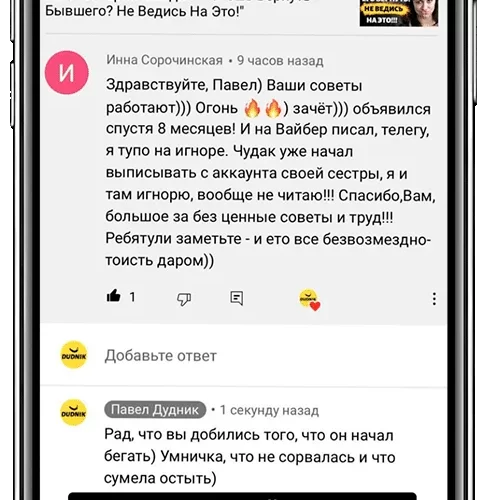 Бывшего? Не Ведись На Это!"
НЕ ВЕДИСЬ
НА ЭТО!!!
И
Инна Сорочинская • 9 часов назад
Здравствуйте, Павел) Ваши советы
работают))) Огонь 🔥🔥) зачёт))) объявился
спустя 8 месяцев! И на Вайбер писал, телегу,
я тупо на игноре. Чудак уже начал
выписывать с аккаунта своей сестры, я и
там игнорю, вообще не читаю!!! Спасибо,Вам,
большое за без ценные советы и труд!!!
Ребятули заметьте - и ето все безвозмездно-
тоисть даром))
1
DUDNIK
DUDNIK
Добавьте ответ
DUDNIK
Павел Дудник • 1 секунду назад
Рад, что вы добились того, что он начал
бегать) Умничка, что не сорвалась и что
сумела остыть)